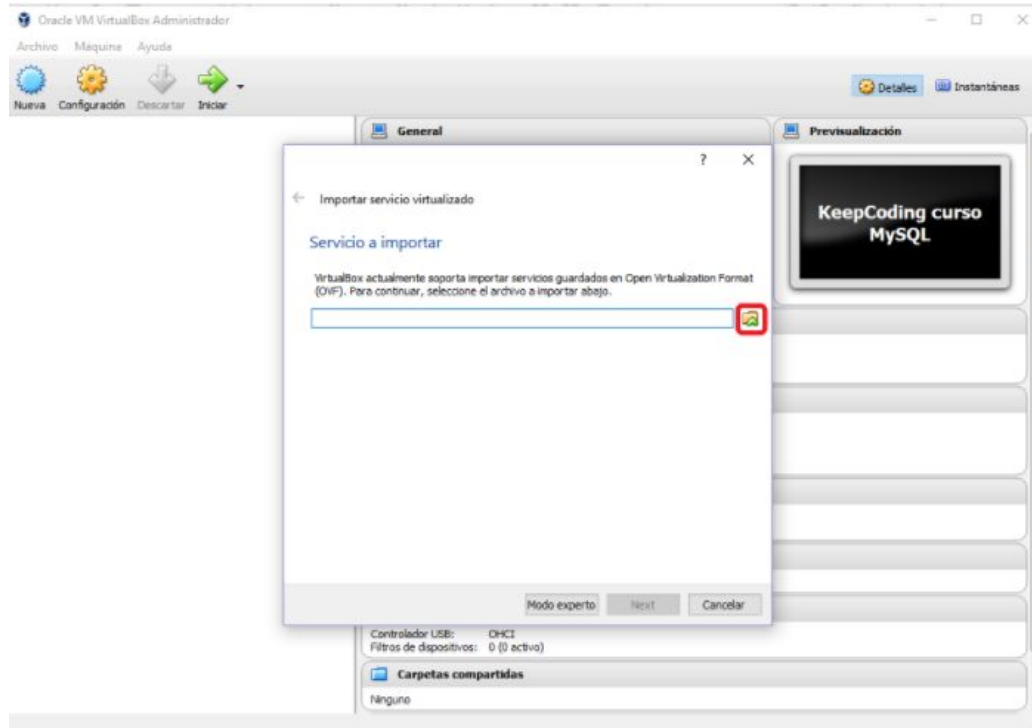 Oracle VM VirtualBox Administrador
Archivo Máquina Ayuda
Nueva Configuración Descartar Iniciar
Detalles Instantáneas
General
Previsualización
KeepCoding curso
MySQL
? ×
← Importar servicio virtualizado
Servicio a importar
VirtualBox actualmente soporta importar servicios guardados en Open Virtualization Format
(OVF). Para continuar, seleccione el archivo a importar abajo.
Modo experto Next Cancelar
Controlador USB: OHCI
Filtros de dispositivos: 0 (0 activo)
Carpetas compartidas
Ninguno